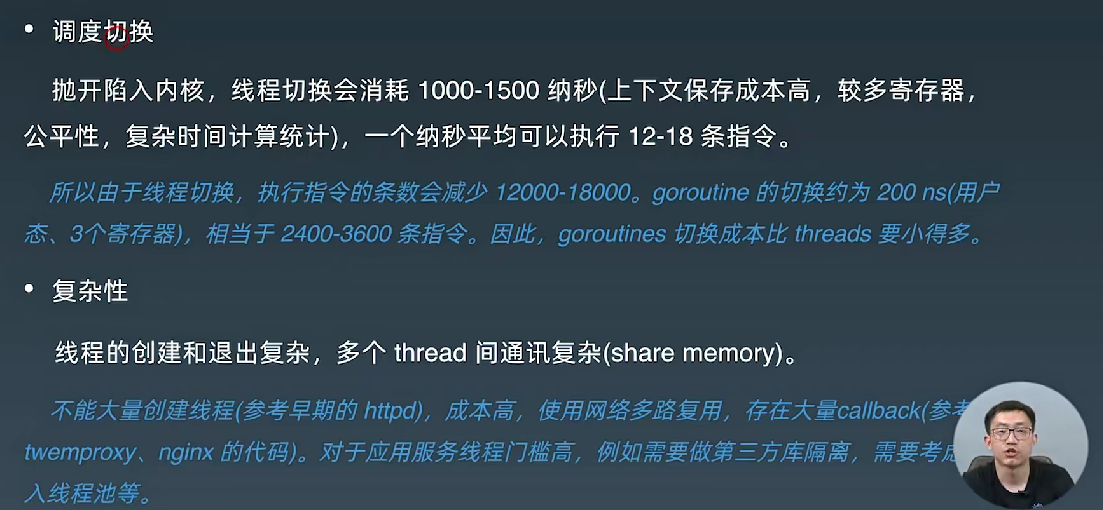 • 调度切换
抛开陷入内核，线程切换会消耗 1000-1500 纳秒(上下文保存成本高，较多寄存器，
公平性，复杂时间计算统计)，一个纳秒平均可以执行 12-18 条指令。
所以由于线程切换，执行指令的条数会减少 12000-18000。goroutine 的切换约为 200 ns(用户
态、3个寄存器)，相当于 2400-3600 条指令。因此，goroutines 切换成本比 threads 要小得多。
• 复杂性
线程的创建和退出复杂，多个 thread 间通讯复杂(share memory)。
不能大量创建线程(参考早期的 httpd)，成本高，使用网络多路复用，存在大量callback(参考
twemproxy、nginx 的代码)。对于应用服务线程门槛高，例如需要做第三方库隔离，需要考虑
入线程池等。